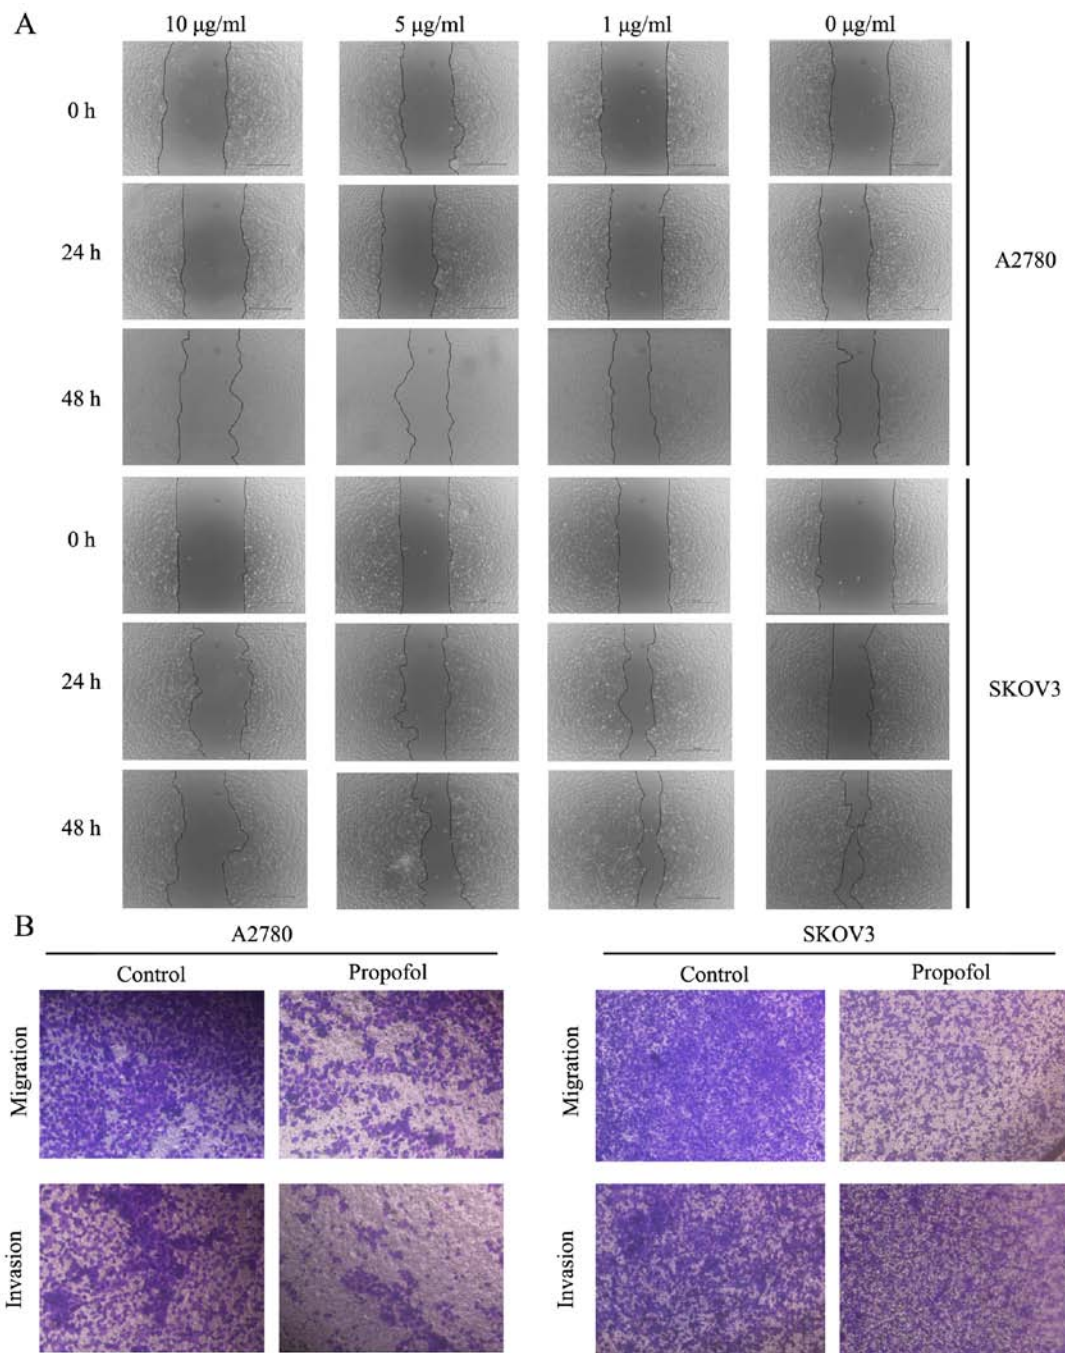 A
10 μg/ml 5 μg/ml 1 μg/ml 0 μg/ml
0 h
24 h
A2780
48 h
0 h
24 h
SKOV3
48 h
B
A2780 SKOV3
Control Propofol Control Propofol
Migration Migration
Invasion Invasion